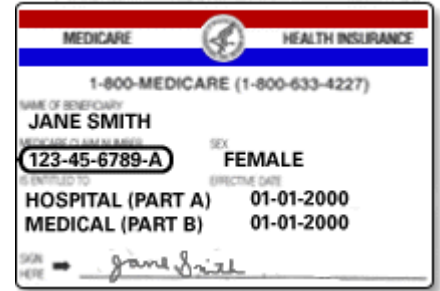 MEDICARE HEALTH INSURANCE
1-800-MEDICARE (1-800-633-4227)
NAME OF BENEFICIARY
JANE SMITH
MEDICARE CLAIM NUMBER SEX
123-45-6789-A FEMALE
IS ENTITLED TO EFFECTIVE DATE
HOSPITAL (PART A) 01-01-2000
MEDICAL (PART B) 01-01-2000
SIGN
HERE Jane Smith